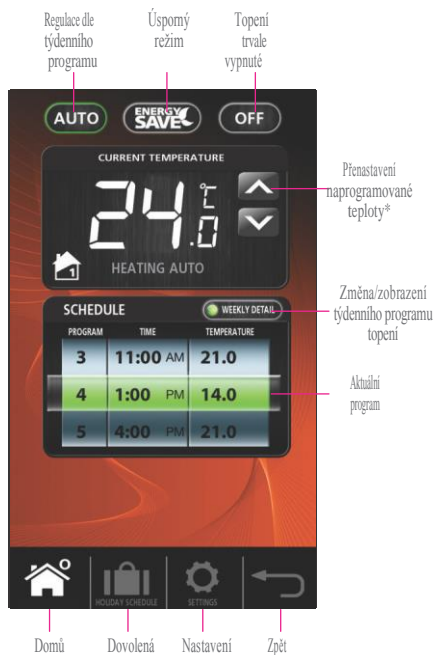 Regulace dle
týdenního
programu
Úsporný
režim
Topení
trvale
vypnuté
AUTO
ENERGY
SAVE
OFF
CURRENT TEMPERATURE
24.0 °C
1
HEATING AUTO
Přenastavení
naprogramované
teploty*
SCHEDULE
WEEKLY DETAIL
Změna/zobrazení
týdenního programu
topení
PROGRAM TIME TEMPERATURE
3 11:00 AM 21.0
4 1:00 PM 14.0
5 4:00 PM 21.0
Aktuální
program
HOLIDAY SCHEDULE
SETTINGS
Domů
Dovolená
Nastavení
Zpět